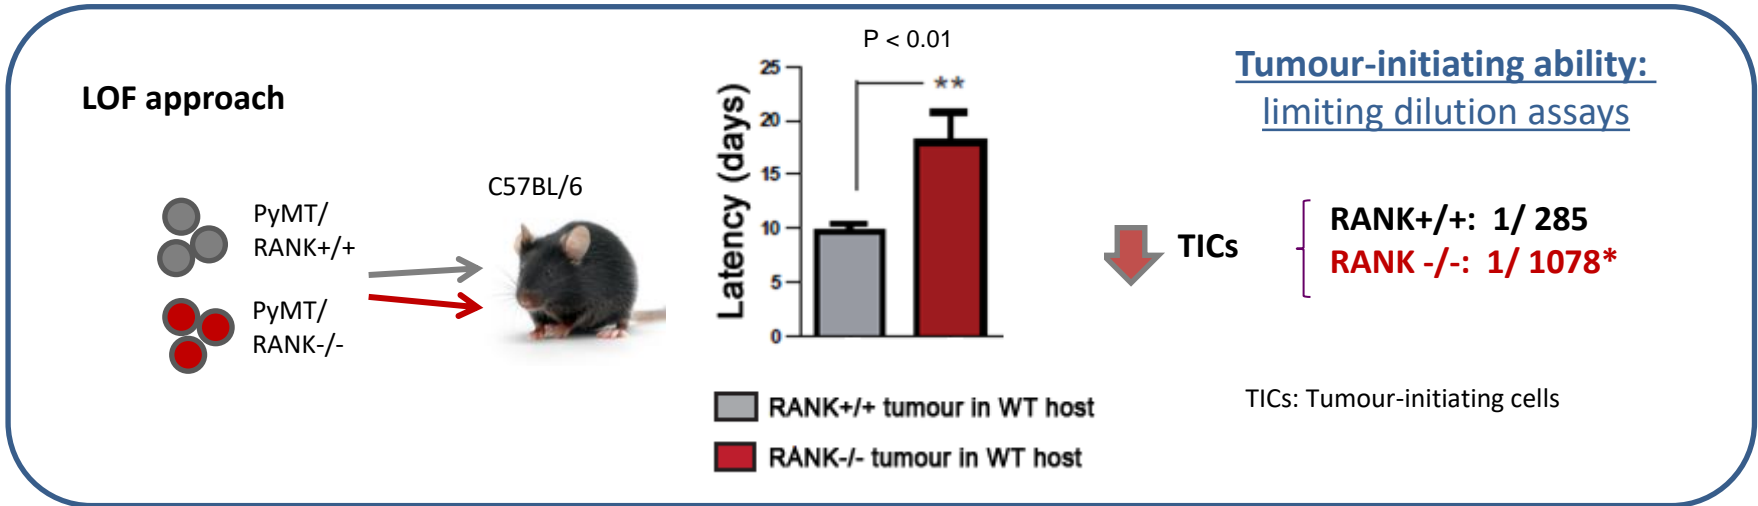 LOF approach
PyMT/
RANK+/+
PyMT/
RANK-/-
C57BL/6
P < 0.01
**
Latency (days)
25
20
15
10
5
0
RANK+/+ tumour in WT host
RANK-/- tumour in WT host
Tumour-initiating ability:
limiting dilution assays
TICs
RANK+/+: 1/ 285
RANK -/-: 1/ 1078*
TICs: Tumour-initiating cells